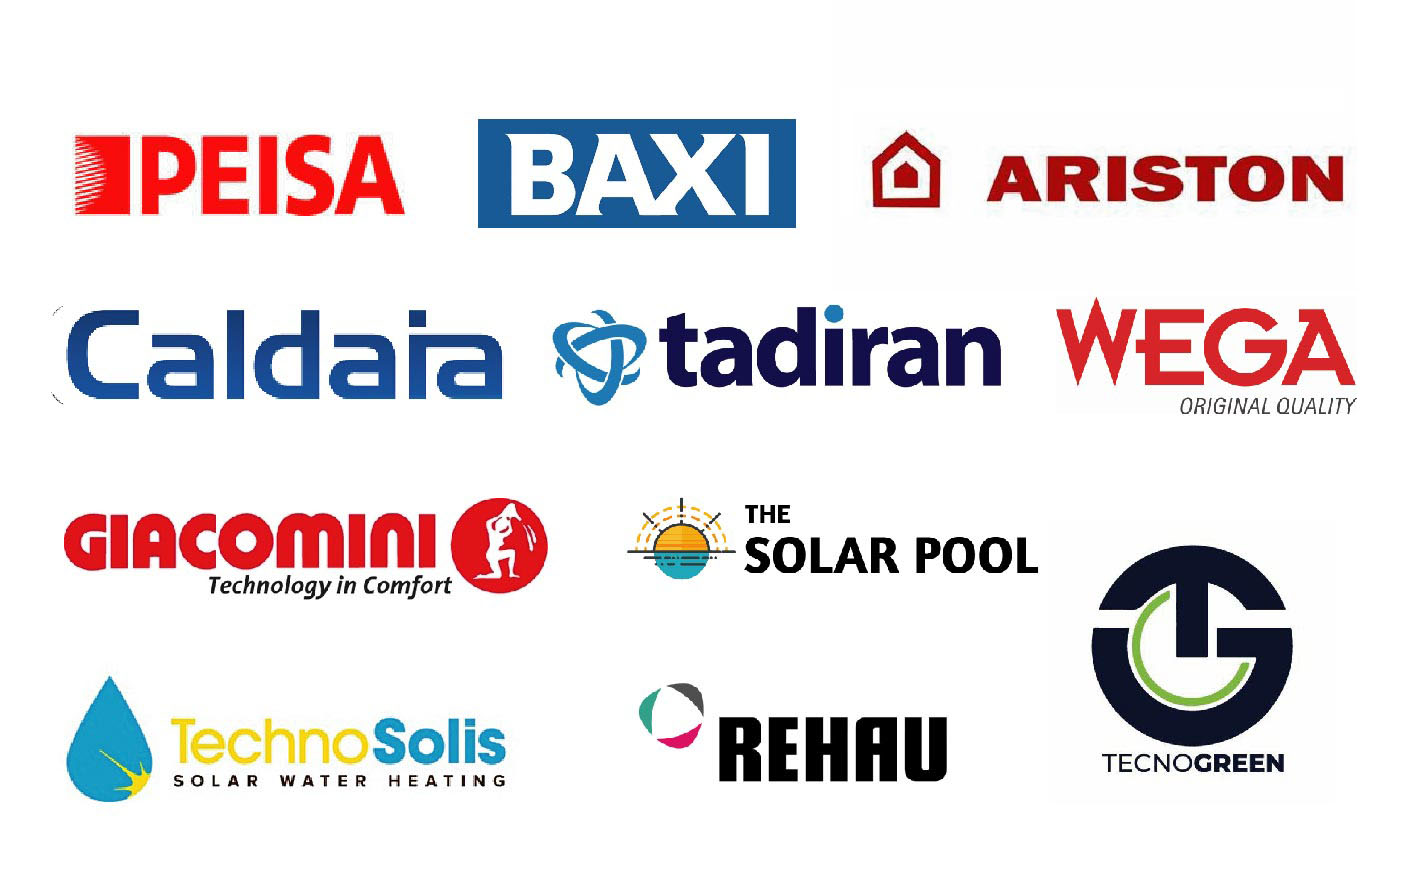 PEISA
BAXI
ARISTON
Caldaia
tadiran
WEGA
ORIGINAL QUALITY
GIACOMINI
Technology in Comfort
THE
SOLAR POOL
TechnoSolis
SOLAR WATER HEATING
REHAU
TG
TECNOGREEN